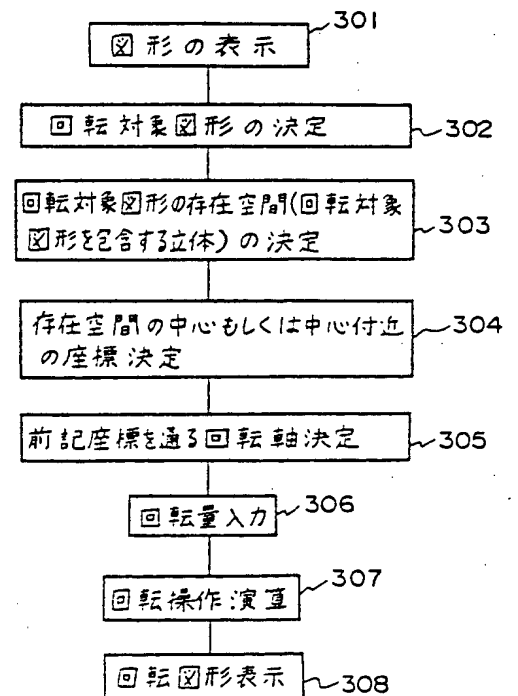 図形の表示
301
回転対象図形の決定
302
回転対象図形の存在空間(回転対象
図形を包含する立体)の決定
303
存在空間の中心もしくは中心付近
の座標決定
304
前記座標を通る回転軸決定
305
回転量入力
306
回転操作演算
307
回転図形表示
308